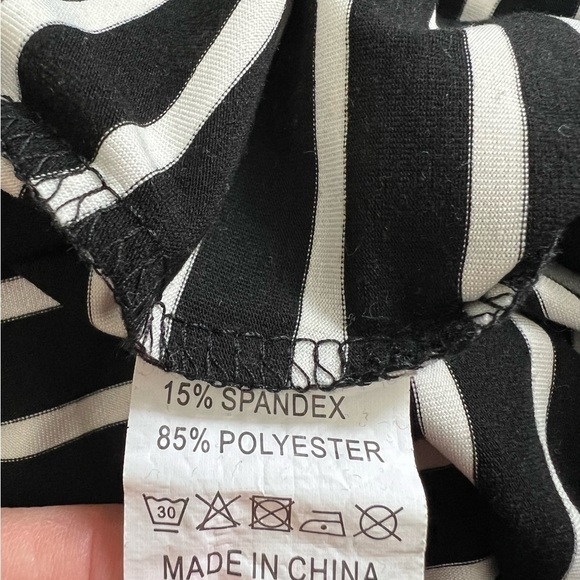 15% SPANDEX
85% POLYESTER
30
MADE IN CHINA